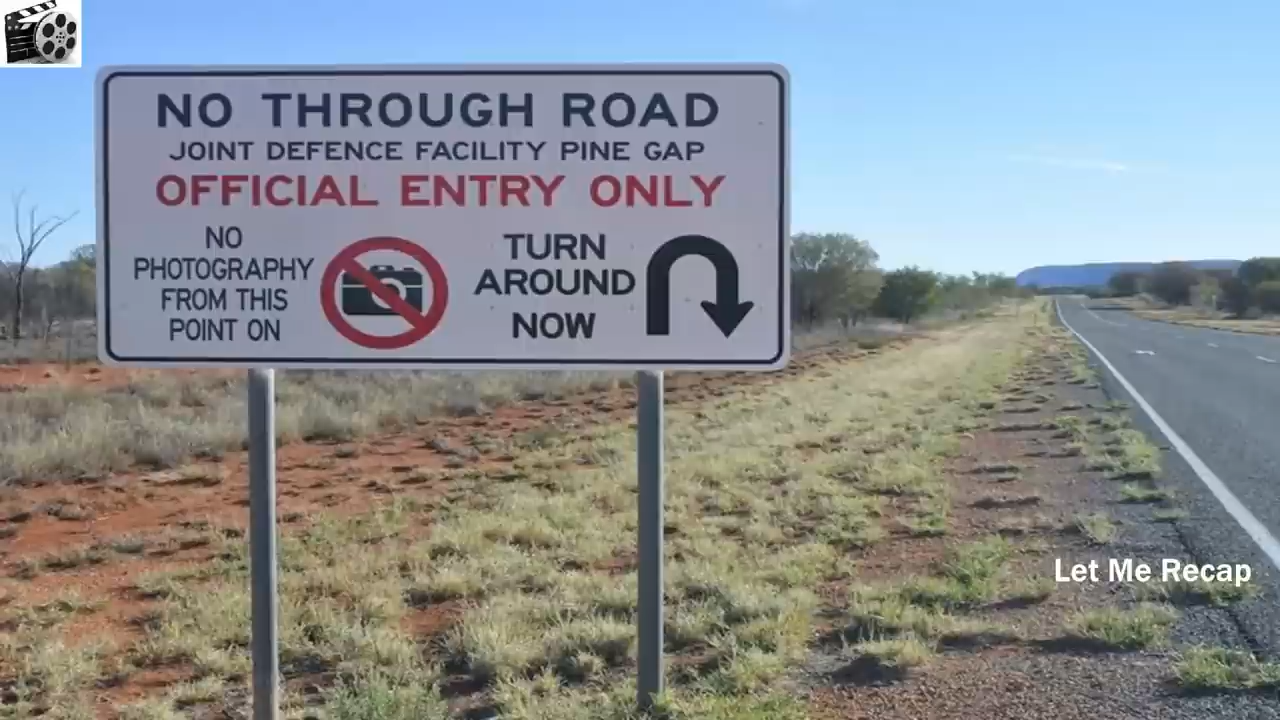 NO THROUGH ROAD
JOINT DEFENCE FACILITY PINE GAP
OFFICIAL ENTRY ONLY
NO
PHOTOGRAPHY
FROM THIS
POINT ON
TURN
AROUND
NOW
Let Me Recap